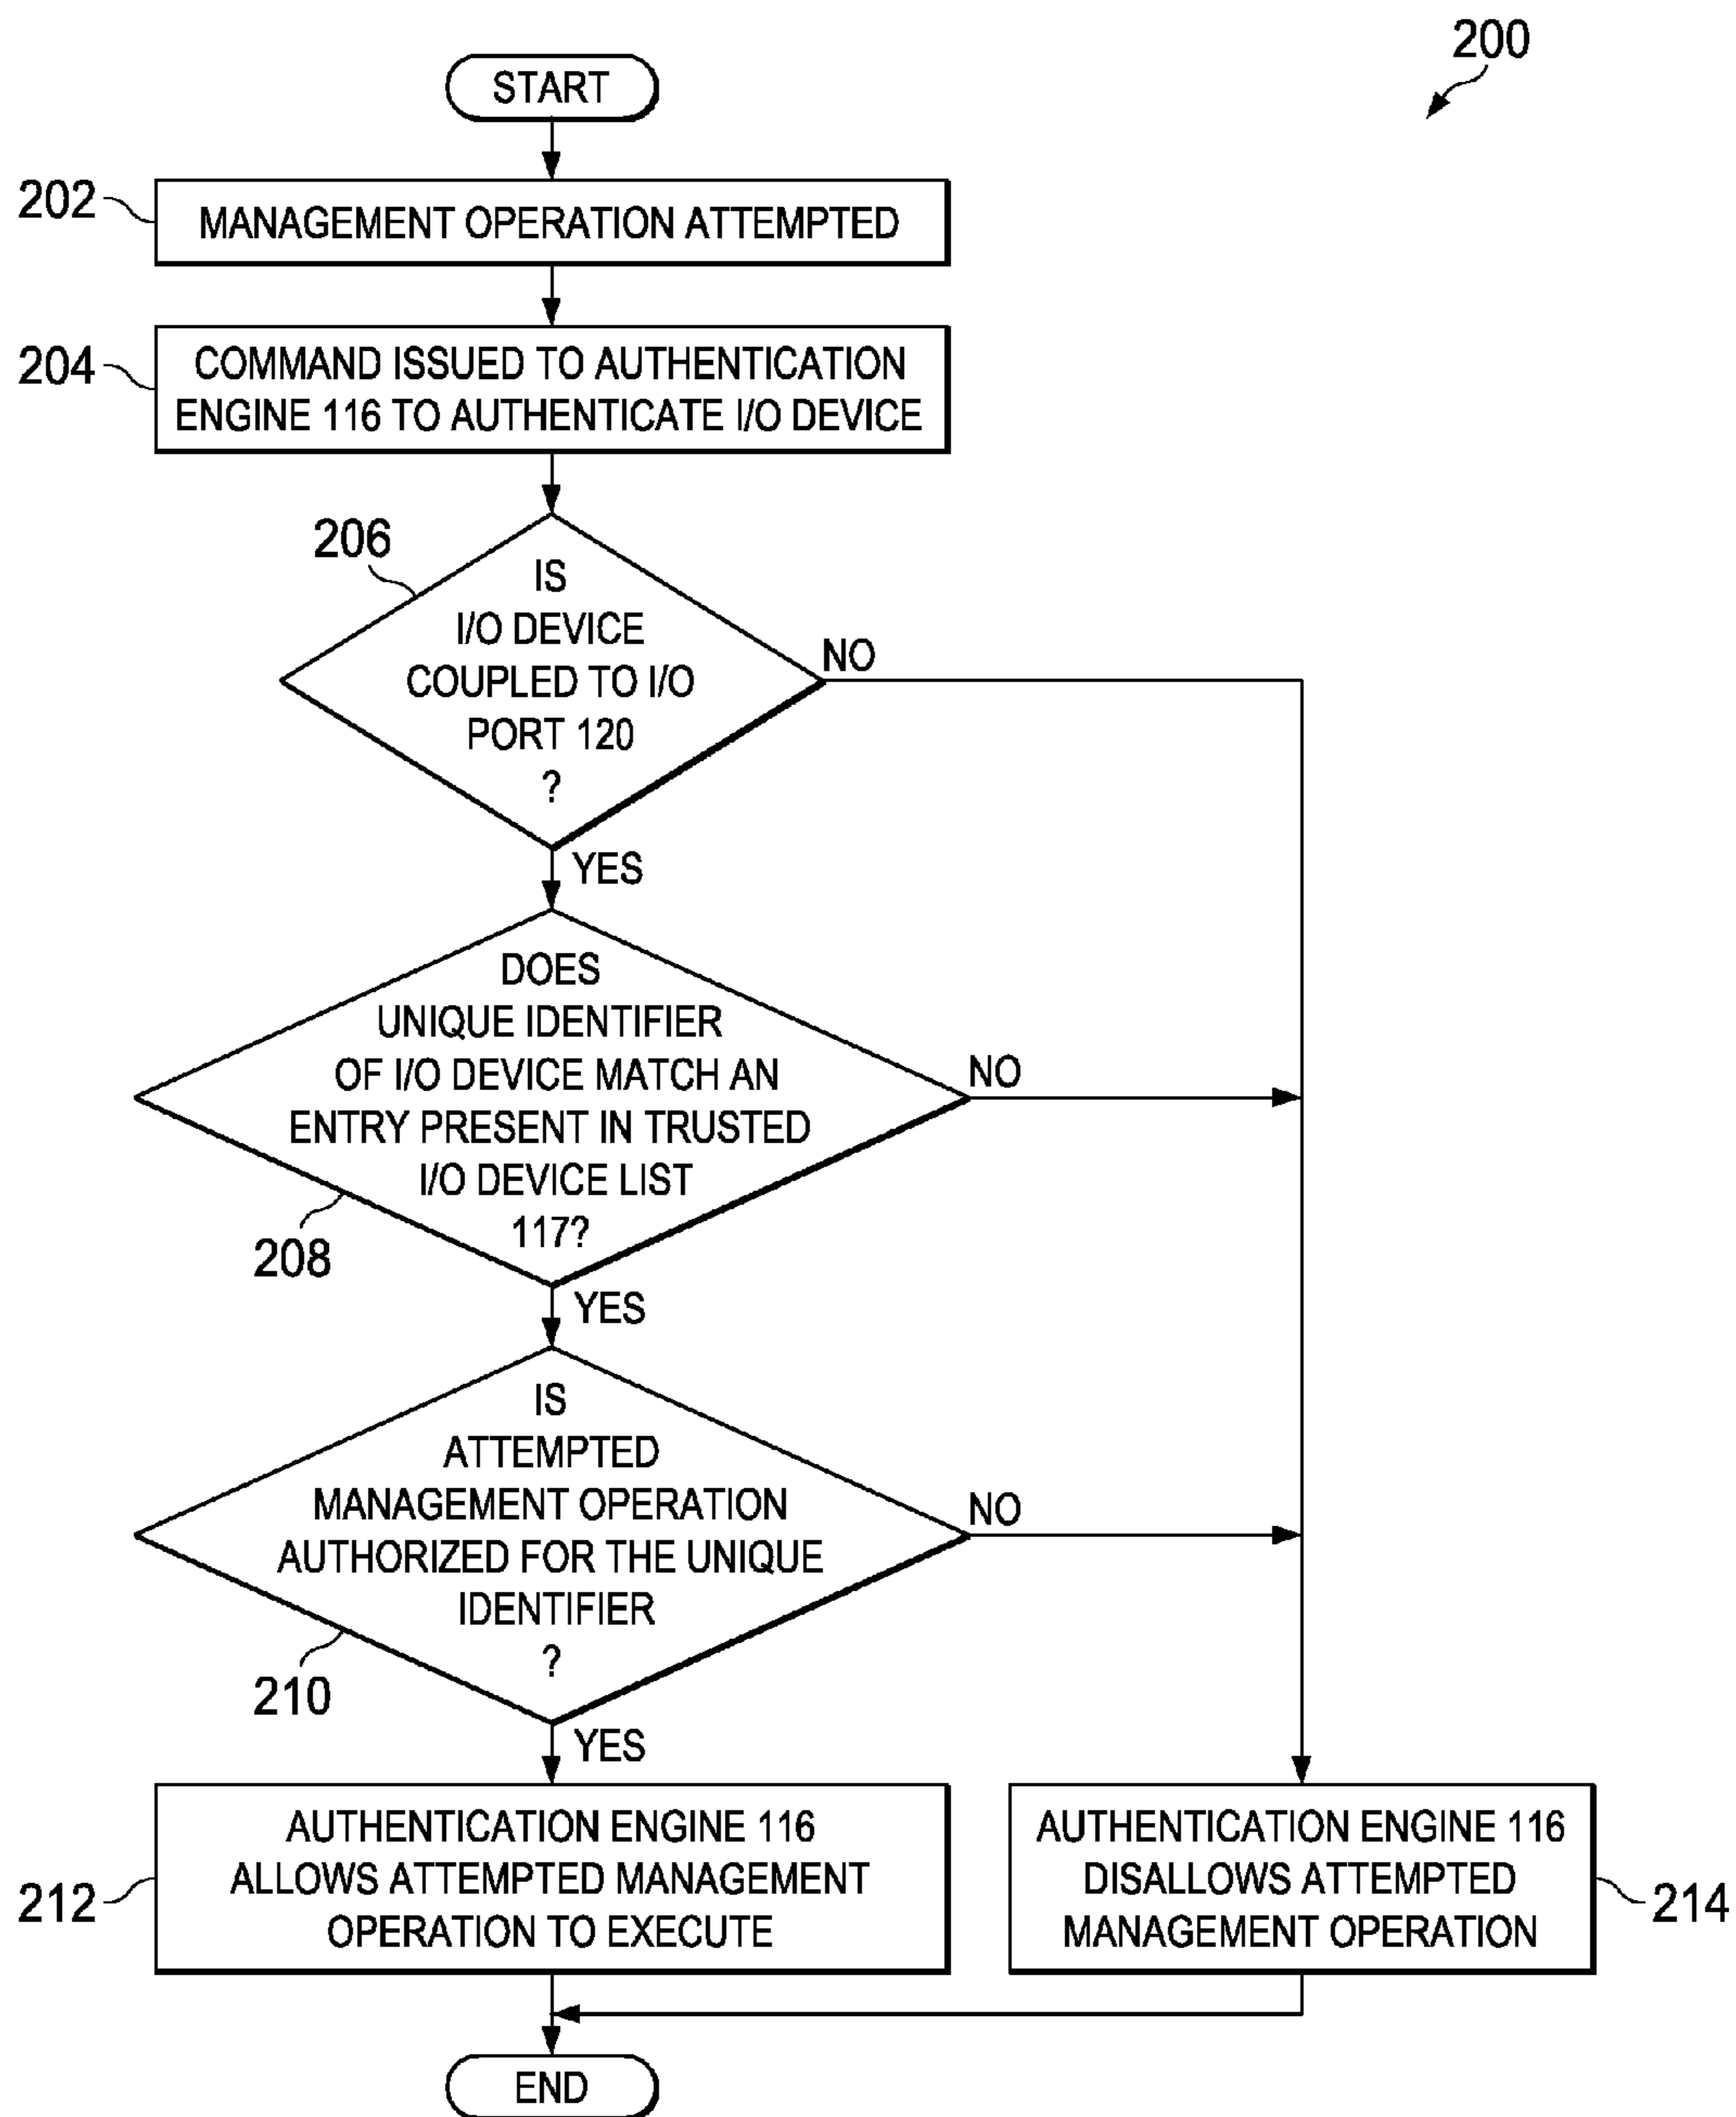 200
START
202
MANAGEMENT OPERATION ATTEMPTED
204
COMMAND ISSUED TO AUTHENTICATION
ENGINE 116 TO AUTHENTICATE I/O DEVICE
206
IS
I/O DEVICE
COUPLED TO I/O
PORT 120
?
NO
YES
DOES
UNIQUE IDENTIFIER
OF I/O DEVICE MATCH AN
ENTRY PRESENT IN TRUSTED
I/O DEVICE LIST
117?
208
NO
YES
IS
ATTEMPTED
MANAGEMENT OPERATION
AUTHORIZED FOR THE UNIQUE
IDENTIFIER
?
210
NO
YES
212
AUTHENTICATION ENGINE 116
ALLOWS ATTEMPTED MANAGEMENT
OPERATION TO EXECUTE
AUTHENTICATION ENGINE 116
DISALLOWS ATTEMPTED
MANAGEMENT OPERATION
214
END